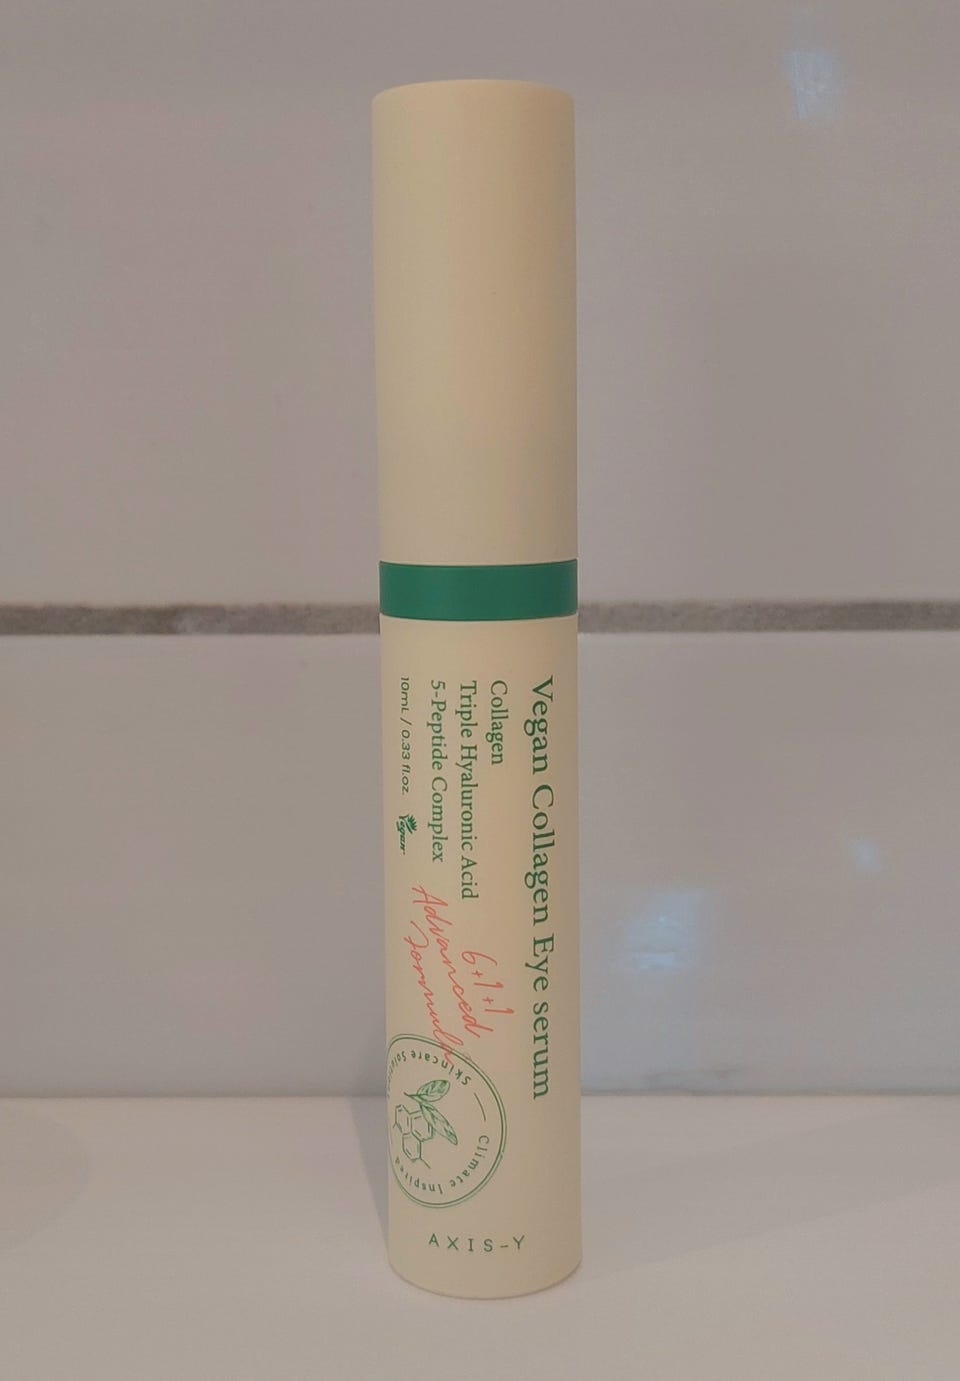 Vegan Collagen Eye serum
Collagen
Triple Hyaluronic Acid
5-Peptide Complex
10mL / 0.33 fl.oz.
Vegan
6+1+1
Advanced
Formula
Climate Inspired
Skincare
AXIS-Y